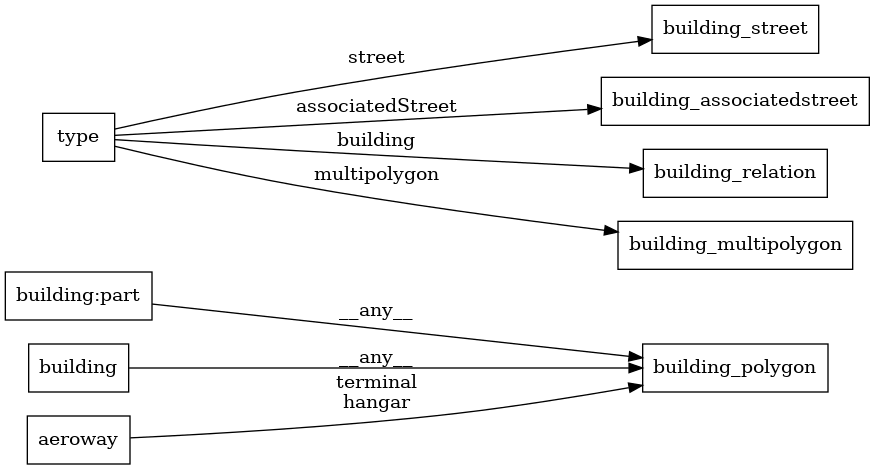 building_street
street
building_associatedstreet
associatedStreet
type
building
building_relation
multipolygon
building_multipolygon
building:part
__any__
building
__any__
building_polygon
terminal
hangar
aeroway